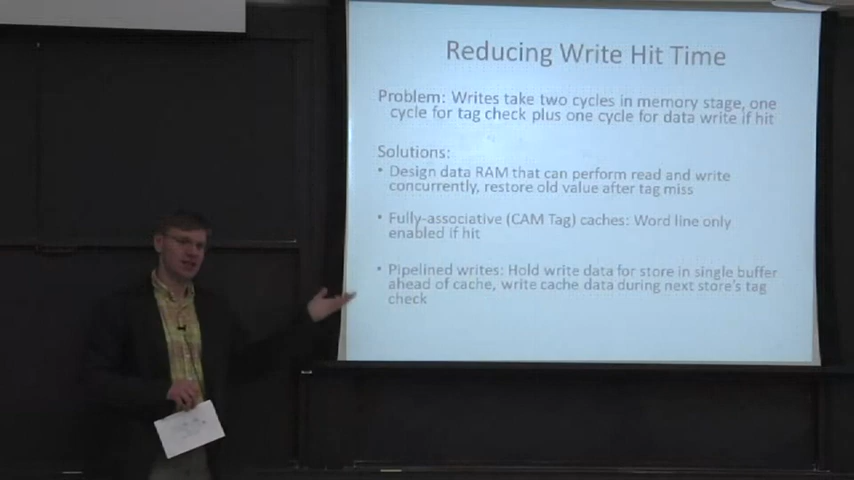 Reducing Write Hit Time
Problem: Writes take two cycles in memory stage, one
cycle for tag check plus one cycle for data write if hit
Solutions:
• Design data RAM that can perform read and write
concurrently, restore old value after tag miss
• Fully-associative (CAM Tag) caches: Word line only
enabled if hit
• Pipelined writes: Hold write data for store in single buffer
ahead of cache, write cache data during next store's tag
check